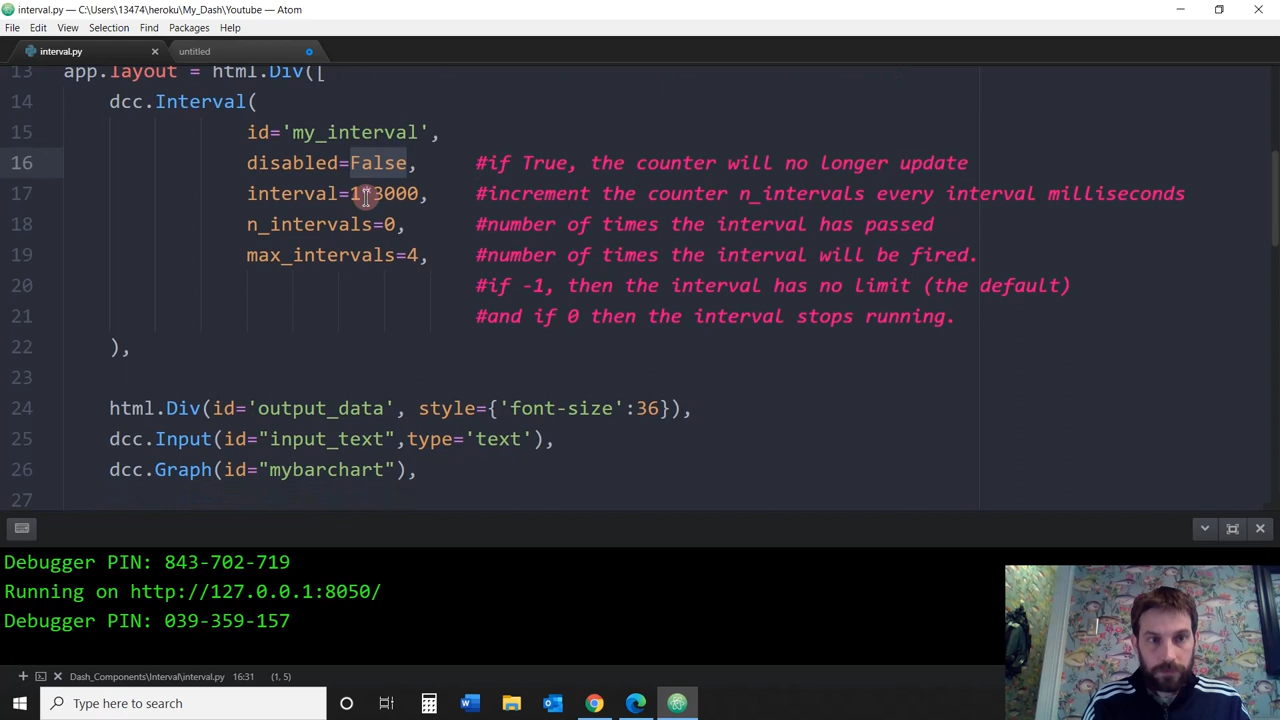 interval.py — C:\Users\13474\heroku\My_Dash\Youtube — Atom
File Edit View Selection Find Packages Help
interval.py untitled
13 app.layout = html.Div([
14 dcc.Interval(
15 id='my_interval',
16 disabled=False, #if True, the counter will no longer update
17 interval=1*3000, #increment the counter n_intervals every interval milliseconds
18 n_intervals=0, #number of times the interval has passed
19 max_intervals=4, #number of times the interval will be fired.
20 #if -1, then the interval has no limit (the default)
21 #and if 0 then the interval stops running.
22 ),
23
24 html.Div(id='output_data', style={'font-size':36}),
25 dcc.Input(id="input_text",type='text'),
26 dcc.Graph(id="mybarchart"),
27
Debugger PIN: 843-702-719
Running on http://127.0.0.1:8050/
Debugger PIN: 039-359-157
Dash_Components\Interval\interval.py 16:31 (1, 5)
Type here to search